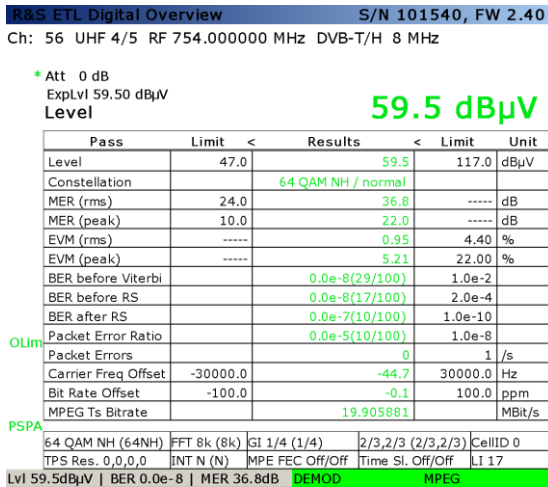 R&S ETL Digital Overview S/N 101540, FW 2.40
Ch: 56 UHF 4/5 RF 754.000000 MHz DVB-T/H 8 MHz
* Att 0 dB
ExpLvl 59.50 dBµV
Level 59.5 dBµV
Pass Limit < Results < Limit Unit
Level 47.0 59.5 117.0 dBµV
Constellation 64 QAM NH / normal
MER (rms) 24.0 36.8 ----- dB
MER (peak) 10.0 22.0 ----- dB
EVM (rms) ----- 0.95 4.40 %
EVM (peak) ----- 5.21 22.00 %
BER before Viterbi 0.0e-8(29/100) 1.0e-2
BER before RS 0.0e-8(17/100) 2.0e-4
BER after RS 0.0e-7(10/100) 1.0e-10
OLim Packet Error Ratio 0.0e-5(10/100) 1.0e-8
Packet Errors 0 1 /s
Carrier Freq Offset -30000.0 -44.7 30000.0 Hz
Bit Rate Offset -100.0 -0.1 100.0 ppm
MPEG Ts Bitrate 19.905881 MBit/s
PSPA
64 QAM NH (64NH) FFT 8k (8k) GI 1/4 (1/4) 2/3,2/3 (2/3,2/3) CellID 0
TPS Res. 0,0,0,0 INT N (N) MPE FEC Off/Off Time Sl. Off/Off LI 17
Lvl 59.5dBµV | BER 0.0e-8 | MER 36.8dB DEMOD MPEG